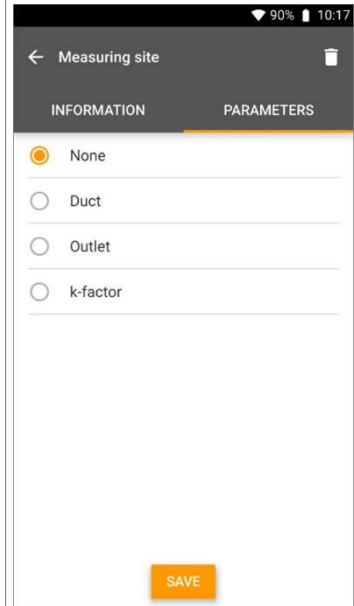 90% 10:17
Measuring site
INFORMATION PARAMETERS
None
Duct
Outlet
k-factor
SAVE